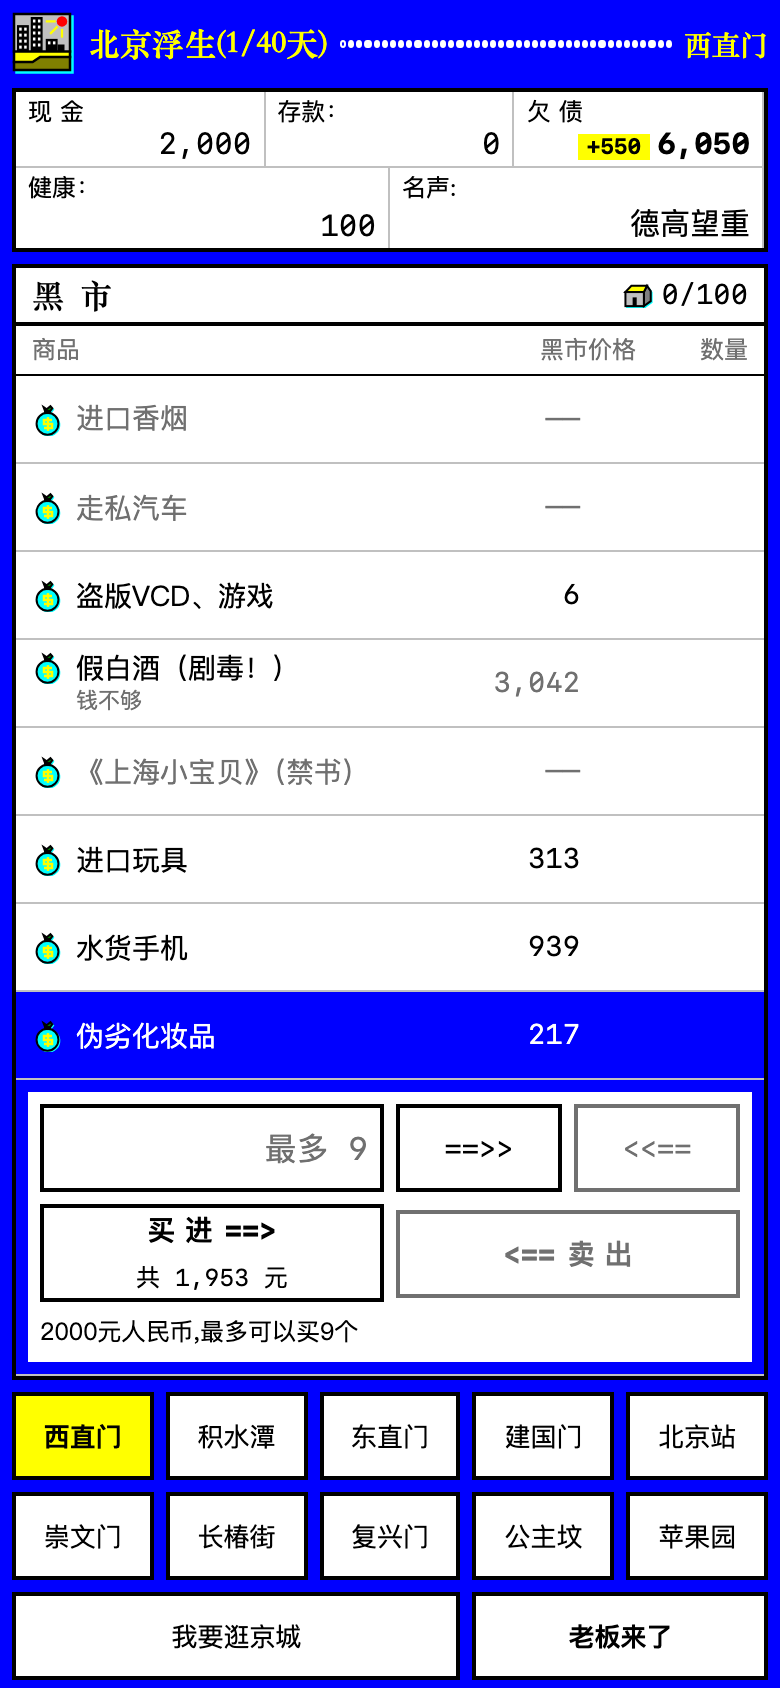 北京浮生(1/40天) 西直门
现 金 存款: 欠 债
2,000 0 +550 6,050
健康: 名声:
100 德高望重
黑 市 0/100
商品 黑市价格 数量
进口香烟 —
走私汽车 —
盗版VCD、游戏 6
假白酒（剧毒！） 3,042
钱不够
《上海小宝贝》(禁书) —
进口玩具 313
水货手机 939
伪劣化妆品 217
最多 9 ==>> <<==
买 进 ==> <== 卖 出
共 1,953 元
2000元人民币,最多可以买9个
西直门 积水潭 东直门 建国门 北京站
崇文门 长椿街 复兴门 公主坟 苹果园
我要逛京城 老板来了